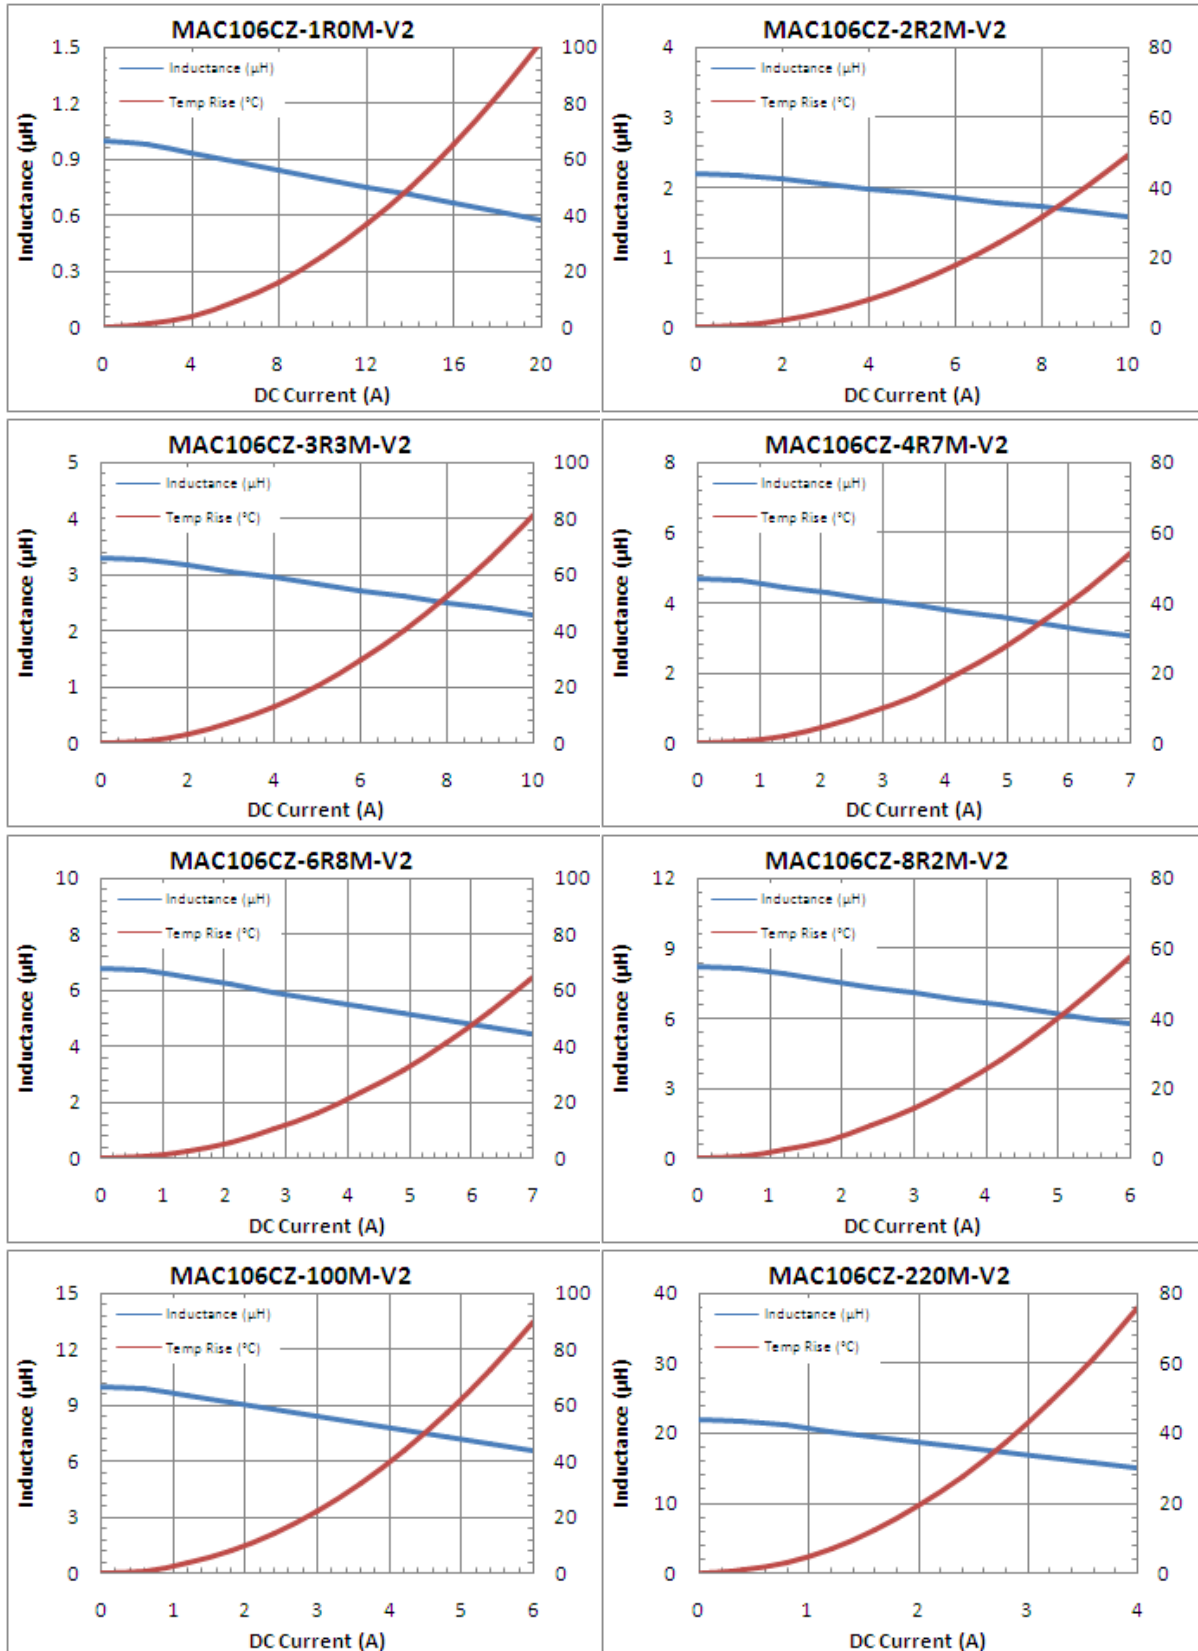 MAC106CZ-1R0M-V2
1.5
1.2
0.9
0.6
0.3
0
100
80
60
40
20
0
Inductance (µH)
Temp Rise (°C)
Inductance (µH)
0 4 8 12 16 20
DC Current (A)
MAC106CZ-2R2M-V2
4
3
2
1
0
80
60
40
20
0
Inductance (µH)
Temp Rise (°C)
Inductance (µH)
0 2 4 6 8 10
DC Current (A)
MAC106CZ-3R3M-V2
5
4
3
2
1
0
100
80
60
40
20
0
Inductance (µH)
Temp Rise (°C)
Inductance (µH)
0 2 4 6 8 10
DC Current (A)
MAC106CZ-4R7M-V2
8
6
4
2
0
80
60
40
20
0
Inductance (µH)
Temp Rise (°C)
Inductance (µH)
0 1 2 3 4 5 6 7
DC Current (A)
MAC106CZ-6R8M-V2
10
8
6
4
2
0
100
80
60
40
20
0
Inductance (µH)
Temp Rise (°C)
Inductance (µH)
0 1 2 3 4 5 6 7
DC Current (A)
MAC106CZ-8R2M-V2
12
9
6
3
0
80
60
40
20
0
Inductance (µH)
Temp Rise (°C)
Inductance (µH)
0 1 2 3 4 5 6
DC Current (A)
MAC106CZ-100M-V2
15
12
9
6
3
0
100
80
60
40
20
0
Inductance (µH)
Temp Rise (°C)
Inductance (µH)
0 1 2 3 4 5 6
DC Current (A)
MAC106CZ-220M-V2
40
30
20
10
0
80
60
40
20
0
Inductance (µH)
Temp Rise (°C)
Inductance (µH)
0 1 2 3 4
DC Current (A)